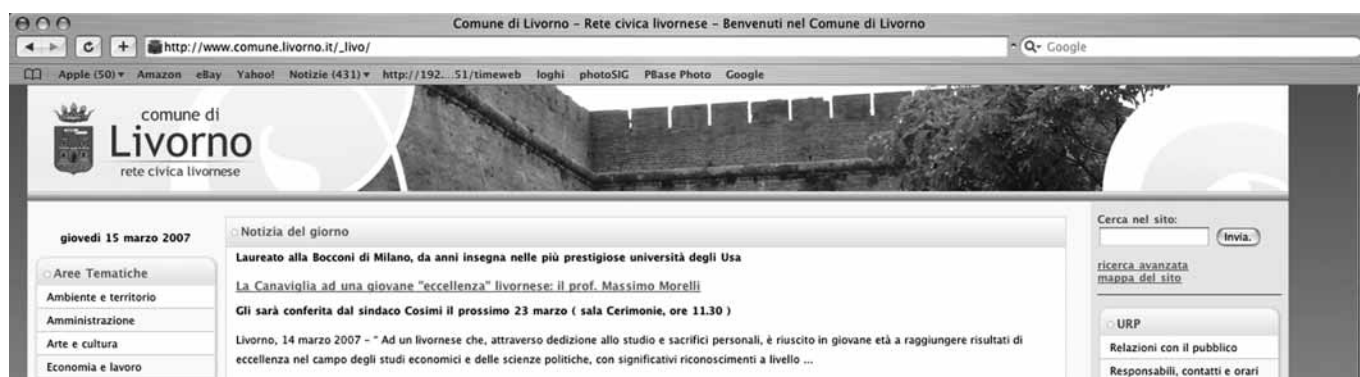 Comune di Livorno – Rete civica livornese – Benvenuti nel Comune di Livorno
http://www.comune.livorno.it/_livo/
Google
Apple (50) Amazon eBay Yahoo! Notizie (431) http://192....51/timeweb loghi photoSIG PBase Photo Google
comune di
Livorno
rete civica livornese
giovedì 15 marzo 2007
Aree Tematiche
Ambiente e territorio
Amministrazione
Arte e cultura
Economia e lavoro
Notizia del giorno
Laureato alla Bocconi di Milano, da anni insegna nelle più prestigiose università degli Usa
La Canaviglia ad una giovane "eccellenza" livornese: il prof. Massimo Morelli
Gli sarà conferita dal sindaco Cosimi il prossimo 23 marzo ( sala Cerimonie, ore 11.30 )
Livorno, 14 marzo 2007 – " Ad un livornese che, attraverso dedizione allo studio e sacrifici personali, è riuscito in giovane età a raggiungere risultati di
eccellenza nel campo degli studi economici e delle scienze politiche, con significativi riconoscimenti a livello ...
Cerca nel sito:
Invia.
ricerca avanzata
mappa del sito
URP
Relazioni con il pubblico
Responsabili, contatti e orari